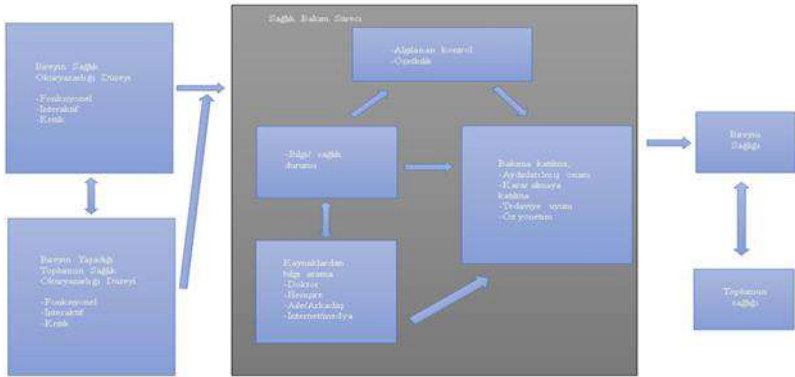 Sağlık Bakım Süreci
Bireyin Sağlık
Okuryazarlığı Düzeyi
-Fonksiyonel
-İnteraktif
-Kritik
Bireyin Yaşadığı
Toplumun Sağlık
Okuryazarlığı Düzeyi
-Fonksiyonel
-İnteraktif
-Kritik
-Algılanan kontrol
-Özerklik
-Bilgi/ sağlık
durumu
Kaynaklardan
bilgi arama
-Doktor
-Hemşire
-Aile/Arkadaş
-İnternet/medya
Bakıma katılma;
-Aydınlatılmış onam
-Karar almaya
katılma
-Tedaviye uyum
-Öz yönetim
Bireyin
Sağlığı
Toplumun
sağlığı